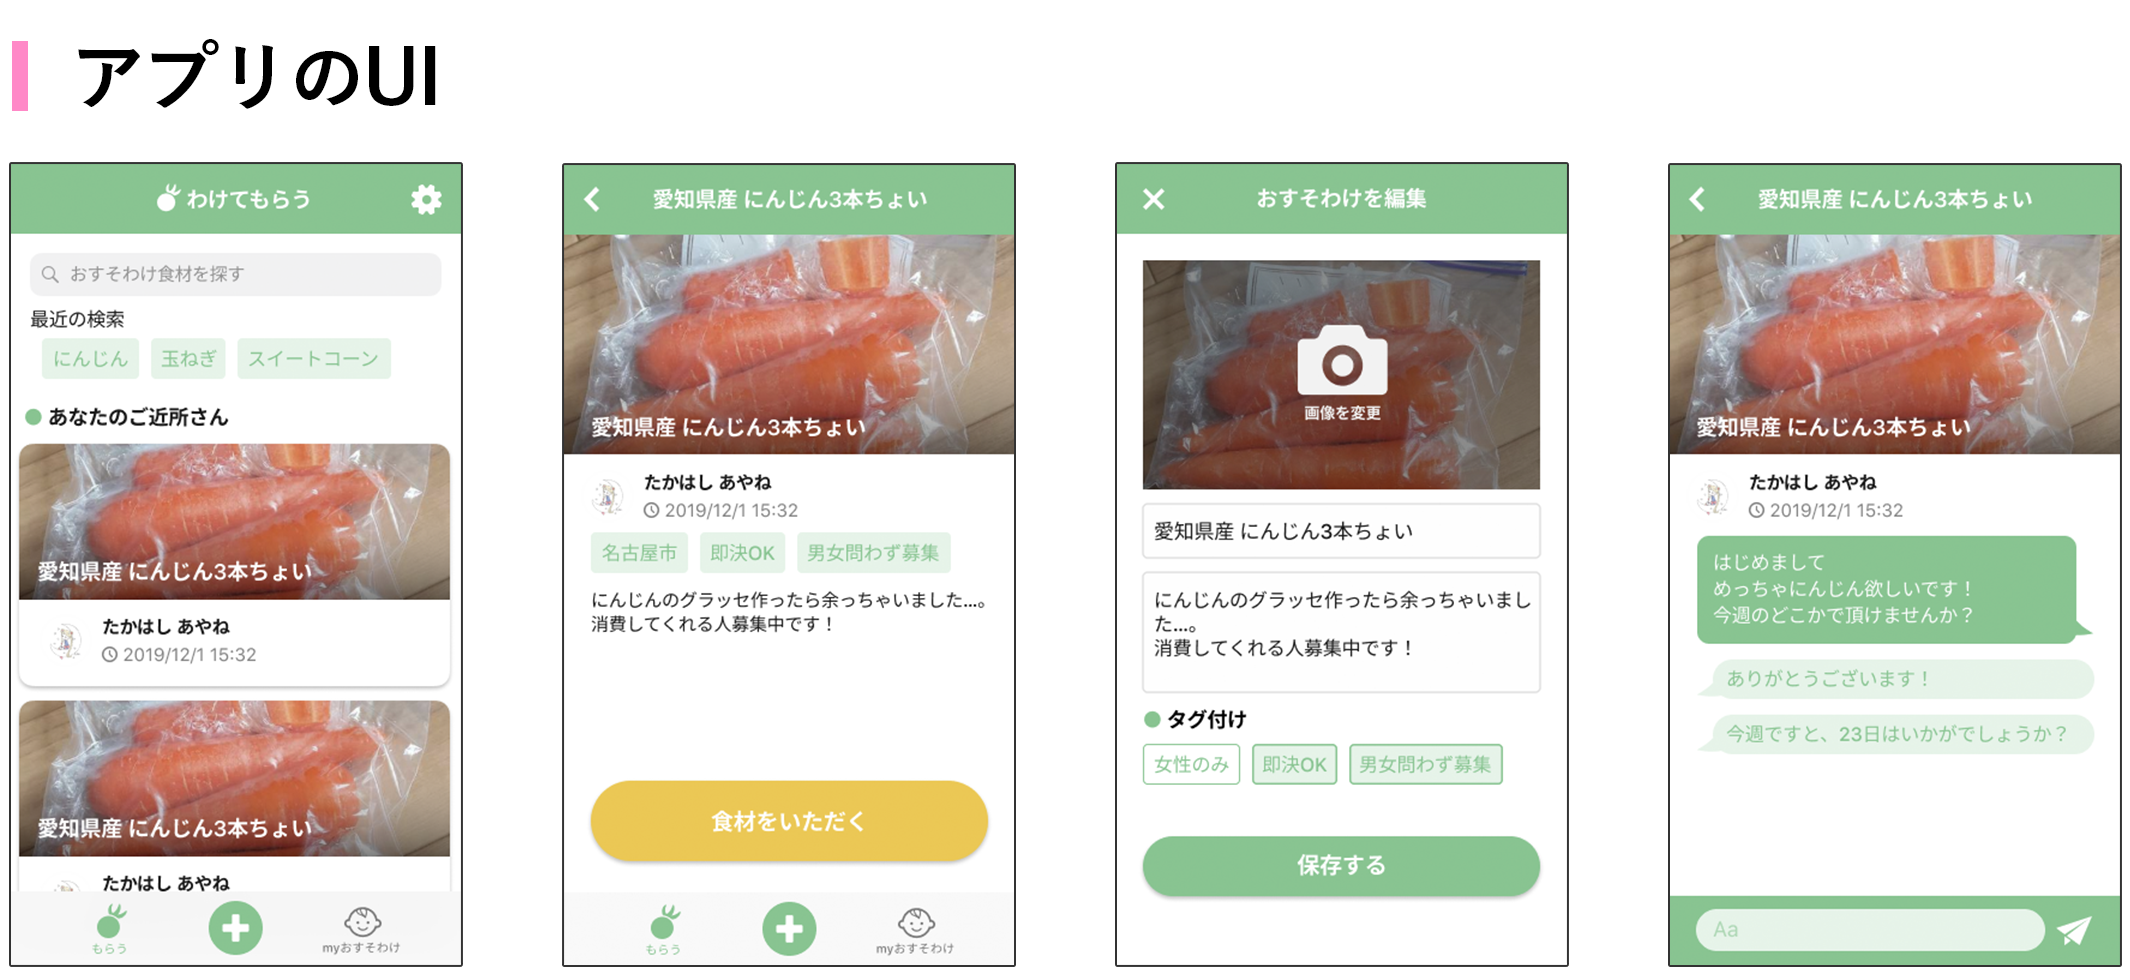 アプリのUI
わけてもらう
おすそわけ食材を探す
最近の検索
にんじん 玉ねぎ スイートコーン
あなたのご近所さん
愛知県産 にんじん3本ちょい
たかはし あやね
2019/12/1 15:32
愛知県産 にんじん3本ちょい
たかはし あやね
もらう myおすそわけ
愛知県産 にんじん3本ちょい
愛知県産 にんじん3本ちょい
たかはし あやね
2019/12/1 15:32
名古屋市 即決OK 男女問わず募集
にんじんのグラッセ作ったら余っちゃいました...。
消費してくれる人募集中です！
食材をいただく
もらう myおすそわけ
おすそわけを編集
画像を変更
愛知県産 にんじん3本ちょい
にんじんのグラッセ作ったら余っちゃいまし
た...。
消費してくれる人募集中です！
タグ付け
女性のみ 即決OK 男女問わず募集
保存する
愛知県産 にんじん3本ちょい
愛知県産 にんじん3本ちょい
たかはし あやね
2019/12/1 15:32
はじめまして
めっちゃにんじん欲しいです！
今週のどこかで頂けませんか？
ありがとうございます！
今週ですと、23日はいかがでしょうか？
Aa